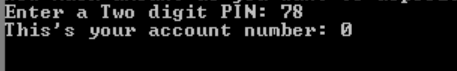 Enter a Two digit PIN: 78
This's your account number: 0